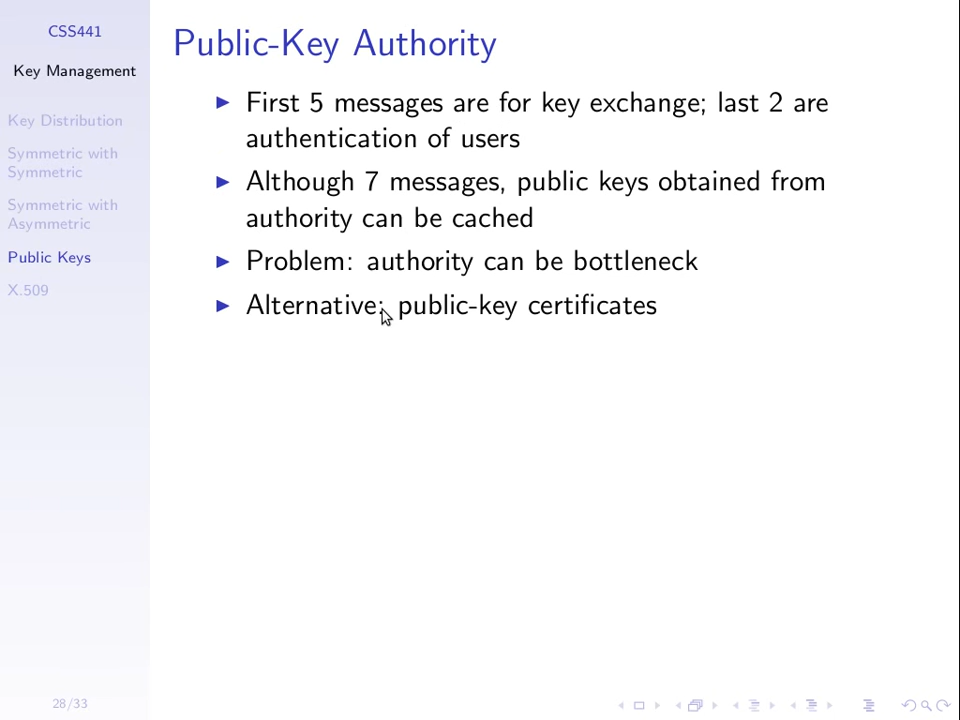 CSS441
Key Management
Key Distribution
Symmetric with
Symmetric
Symmetric with
Asymmetric
Public Keys
X.509
28/33
Public-Key Authority
First 5 messages are for key exchange; last 2 are
authentication of users
Although 7 messages, public keys obtained from
authority can be cached
Problem: authority can be bottleneck
Alternative: public-key certificates